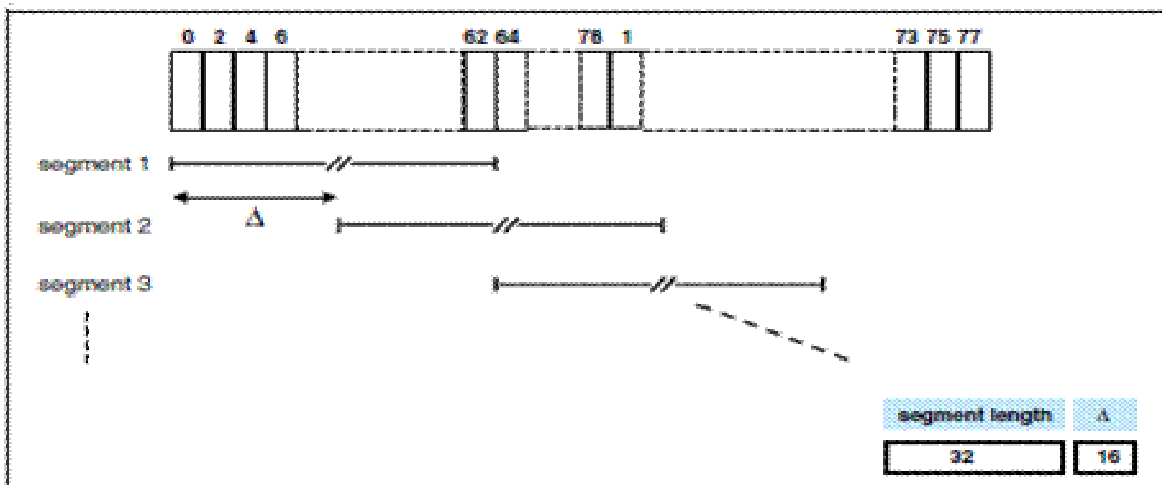 0 2 4 6 62 64 78 1 73 75 77
segment 1
Δ
segment 2
segment 3
segment length Δ
32 16